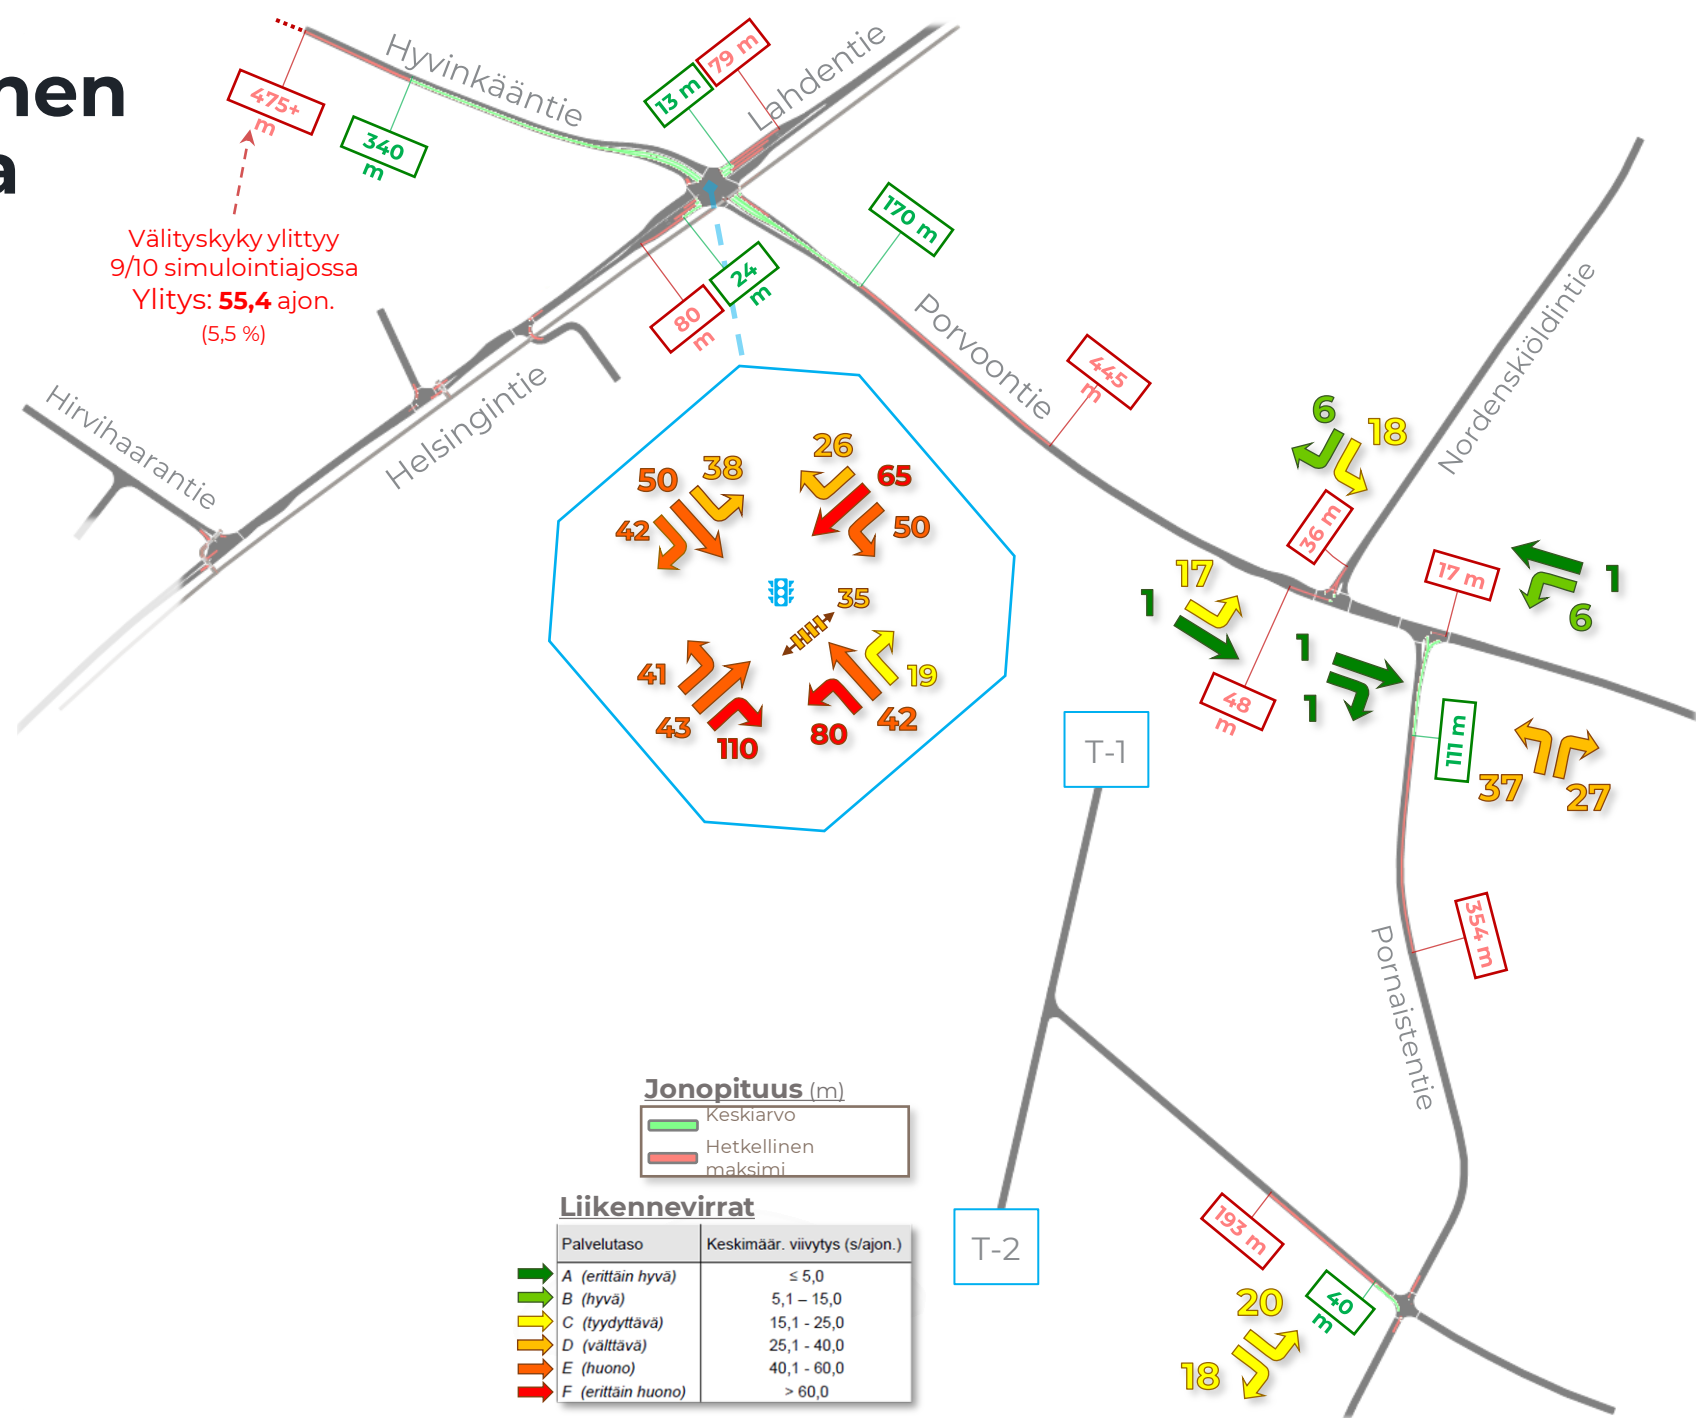 nen
a
Hyvinkääntie
Lahdentie
475+
m
340
m
13 m
79 m
Välityskyky ylittyy
9/10 simulointiajossa
Ylitys: 55,4 ajon.
(5,5 %)
170 m
24
m
80
m
Porvoontie
445
m
Nordenskiöldintie
Hirvihaarantie
Helsingintie
50
38
42
26
65
50
35
41
43
110
80
42
19
6
18
36 m
17 m
1
6
17
1
1
1
48
m
111 m
37
27
T-1
354 m
Pornaistentie
T-2
193 m
40
m
20
18
Jonopituus (m)
Keskiarvo
Hetkellinen
maksimi
Liikennevirrat
Palvelutaso Keskimäär. viivytys (s/ajon.)
A (erittäin hyvä) ≤ 5,0
B (hyvä) 5,1 – 15,0
C (tyydyttävä) 15,1 - 25,0
D (välttävä) 25,1 - 40,0
E (huono) 40,1 - 60,0
F (erittäin huono) > 60,0